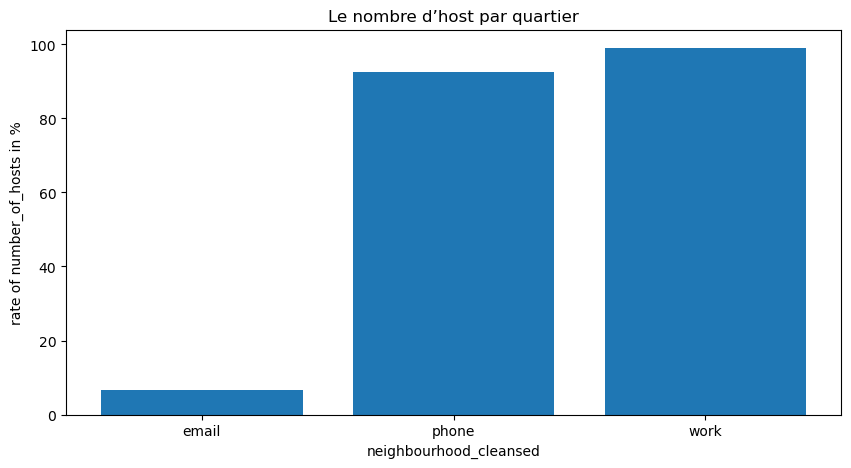 Le nombre d’host par quartier
rate of number_of_hosts in %
100
80
60
40
20
0
email phone work
neighbourhood_cleansed